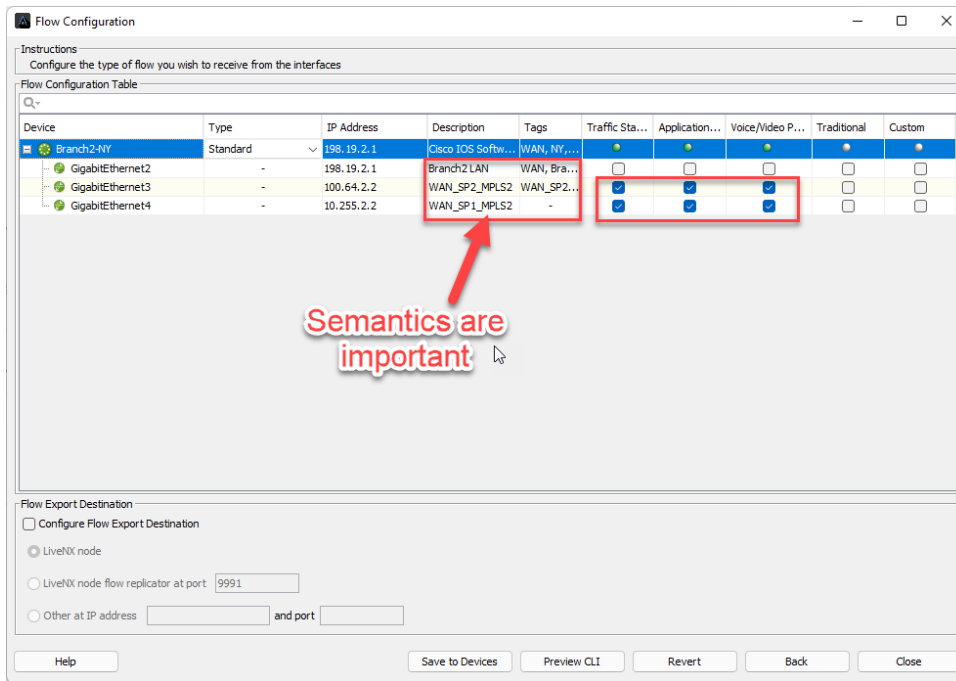 Flow Configuration
Instructions
Configure the type of flow you wish to receive from the interfaces
Flow Configuration Table
Device Type IP Address Description Tags Traffic Sta... Application... Voice/Video P... Traditional Custom
Branch2-NY Standard 198.19.2.1 Cisco IOS Softw... WAN, NY,...
GigabitEthernet2 - 198.19.2.1 Branch2 LAN WAN, Bra...
GigabitEthernet3 - 100.64.2.2 WAN_SP2_MPLS2 WAN_SP2...
GigabitEthernet4 - 10.255.2.2 WAN_SP1_MPLS2 -
Semantics are
important
Flow Export Destination
Configure Flow Export Destination
LiveNX node
LiveNX node flow replicator at port 9991
Other at IP address and port
Help Save to Devices Preview CLI Revert Back Close